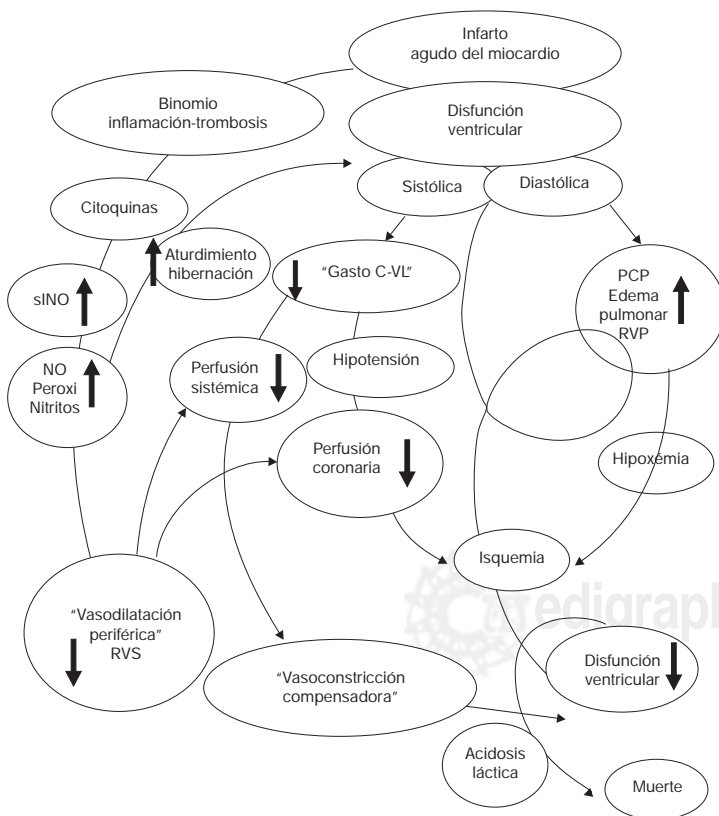 Infarto
agudo del miocardio
Binomio
inflamación-trombosis
Disfunción
ventricular
Sistólica
Diastólica
Citoquinas
Aturdimiento
hibernación
"Gasto C-VL"
PCP
Edema
pulmonar
RVP
sINO
NO
Peroxi
Nitritos
Perfusión
sistémica
Hipotensión
Perfusión
coronaria
Hipoxémia
Isquemia
edigraph
"Vasodilatación
periférica"
RVS
"Vasoconstricción
compensadora"
Disfunción
ventricular
Acidosis
láctica
Muerte